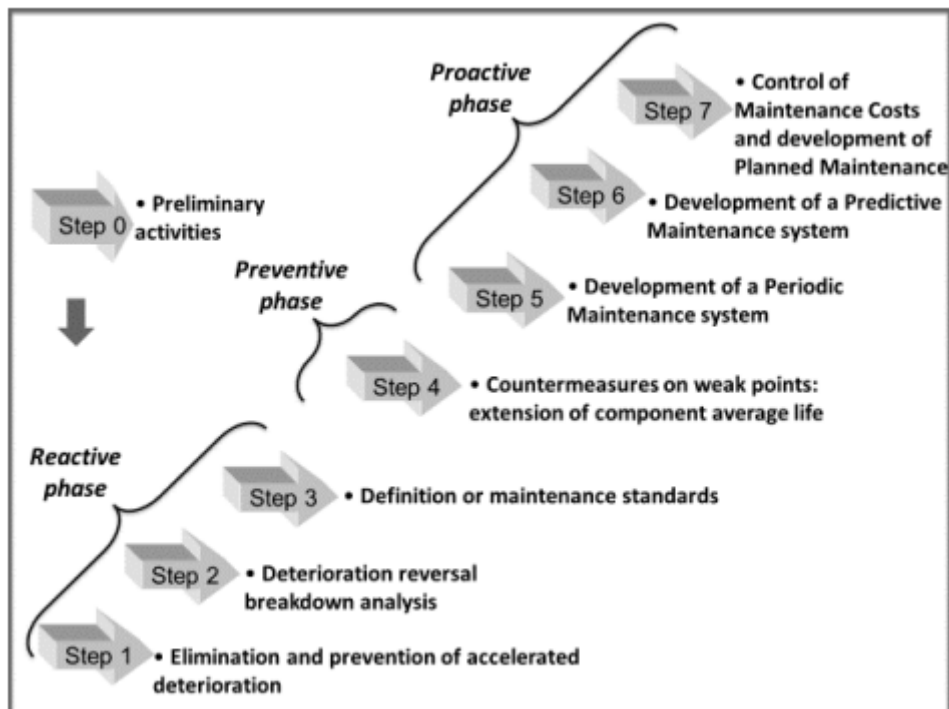 Proactive
phase
Step 7
• Control of
Maintenance Costs
and development of
Planned Maintenance
Step 6
• Development of a Predictive
Maintenance system
Step 0
• Preliminary
activities
Preventive
phase
Step 5
• Development of a Periodic
Maintenance system
Step 4
• Countermeasures on weak points:
extension of component average life
Reactive
phase
Step 3
• Definition or maintenance standards
Step 2
• Deterioration reversal
breakdown analysis
Step 1
• Elimination and prevention of accelerated
deterioration